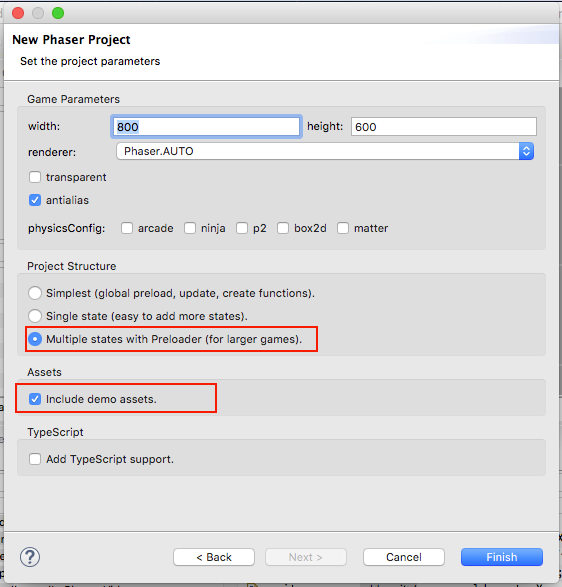 New Phaser Project
Set the project parameters
Game Parameters
width: 800 height: 600
renderer: Phaser.AUTO
transparent
antialias
physicsConfig: arcade ninja p2 box2d matter
Project Structure
Simplest (global preload, update, create functions).
Single state (easy to add more states).
Multiple states with Preloader (for larger games).
Assets
Include demo assets.
TypeScript
Add TypeScript support.
? < Back Next > Cancel Finish